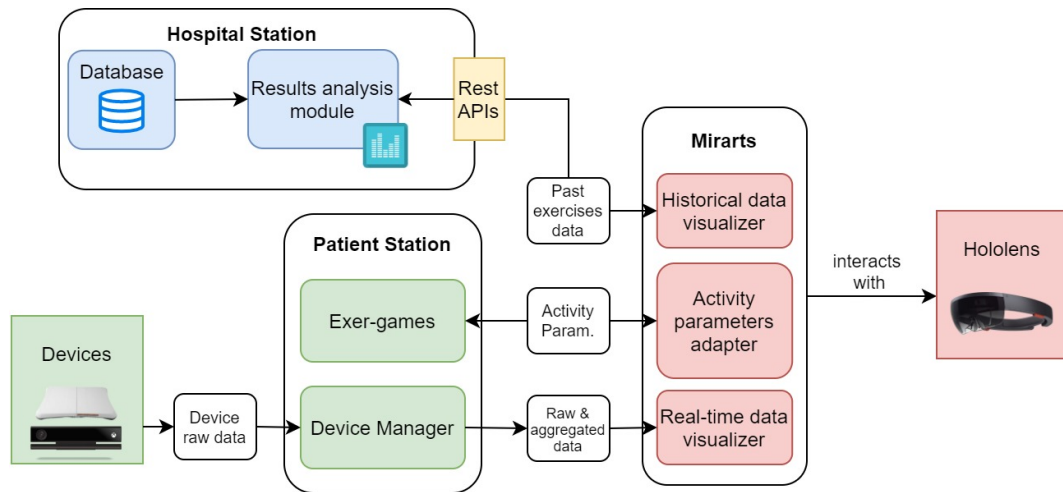 Hospital Station
Database
Results analysis
module
Rest
APIs
Mirarts
Past
exercises
data
Historical data
visualizer
Patient Station
interacts
with
Hololens
Exer-games
Activity
Param.
Activity
parameters
adapter
Devices
Device
raw data
Device Manager
Raw &
aggregated
data
Real-time data
visualizer